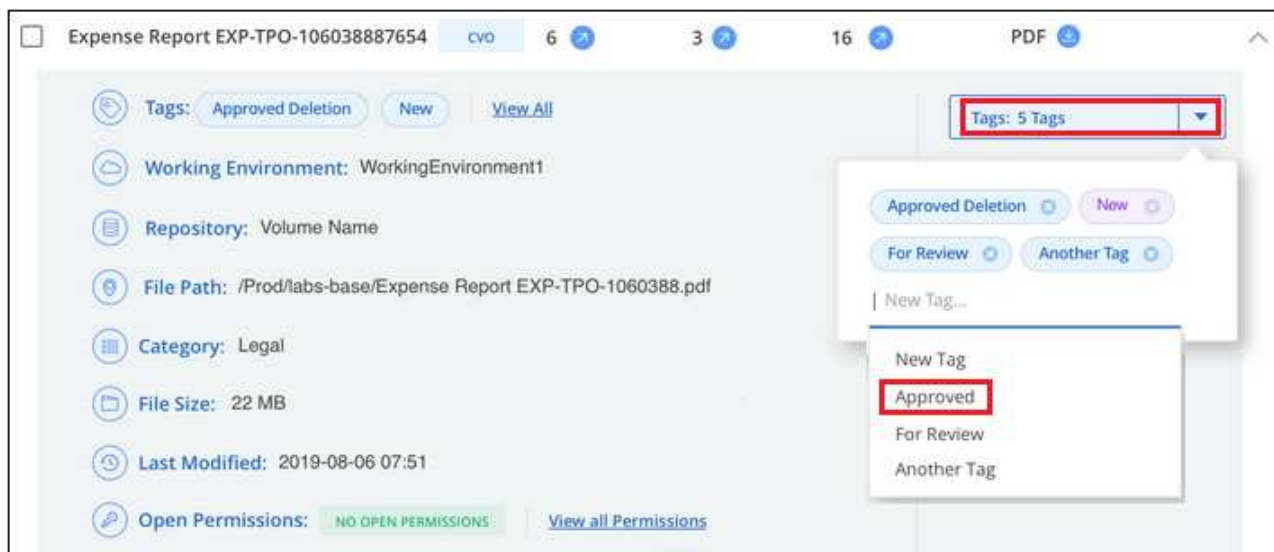 Expense Report EXP-TPO-106038887654 CVO 6 3 16 PDF
Tags: Approved Deletion New View All
Tags: 5 Tags
Working Environment: WorkingEnvironment1
Repository: Volume Name
File Path: /Prod/labs-base/Expense Report EXP-TPO-1060388.pdf
Category: Legal
File Size: 22 MB
Last Modified: 2019-08-06 07:51
Open Permissions: NO OPEN PERMISSIONS View all Permissions
Approved Deletion New
For Review Another Tag
New Tag...
New Tag
Approved
For Review
Another Tag